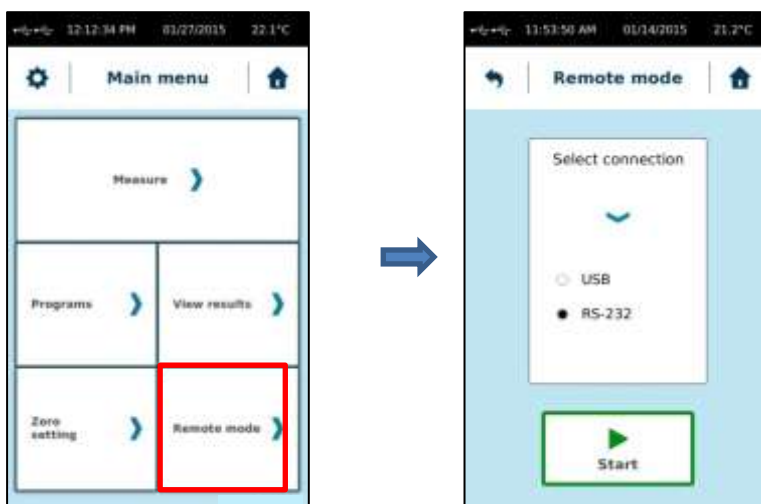 12:12:34 PM 01/27/2015 22.1°C
Main menu
Measure
Programs
View results
Zero
setting
Remote mode
11:53:50 AM 01/14/2015 21.2°C
Remote mode
Select connection
USB
RS-232
Start